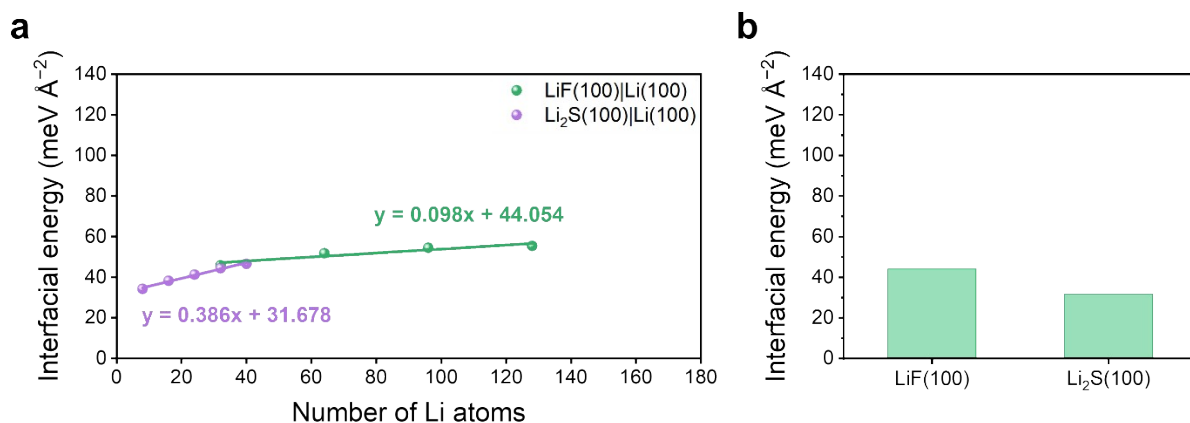 a
Interfacial energy (meV Å⁻²)
140
120
100
80
60
40
20
0
LiF(100)|Li(100)
Li₂S(100)|Li(100)
y = 0.098x + 44.054
y = 0.386x + 31.678
0 20 40 60 80 100 120 140 160 180
Number of Li atoms
b
Interfacial energy (meV Å⁻²)
140
120
100
80
60
40
20
0
LiF(100) Li₂S(100)